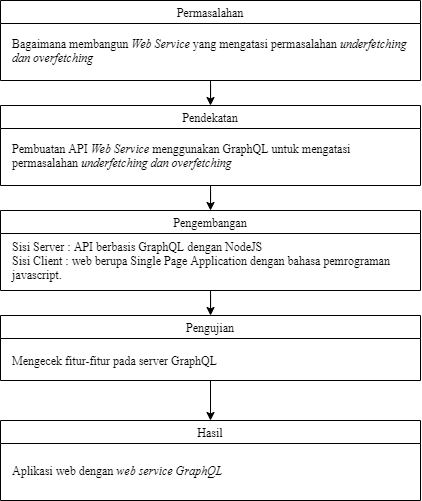 Permasalahan
Bagaimana membangun Web Service yang mengatasi permasalahan underfetching
dan overfetching
Pendekatan
Pembuatan API Web Service menggunakan GraphQL untuk mengatasi
permasalahan underfetching dan overfetching
Pengembangan
Sisi Server : API berbasis GraphQL dengan NodeJS
Sisi Client : web berupa Single Page Application dengan bahasa pemrograman
javascript.
Pengujian
Mengecek fitur-fitur pada server GraphQL
Hasil
Aplikasi web dengan web service GraphQL